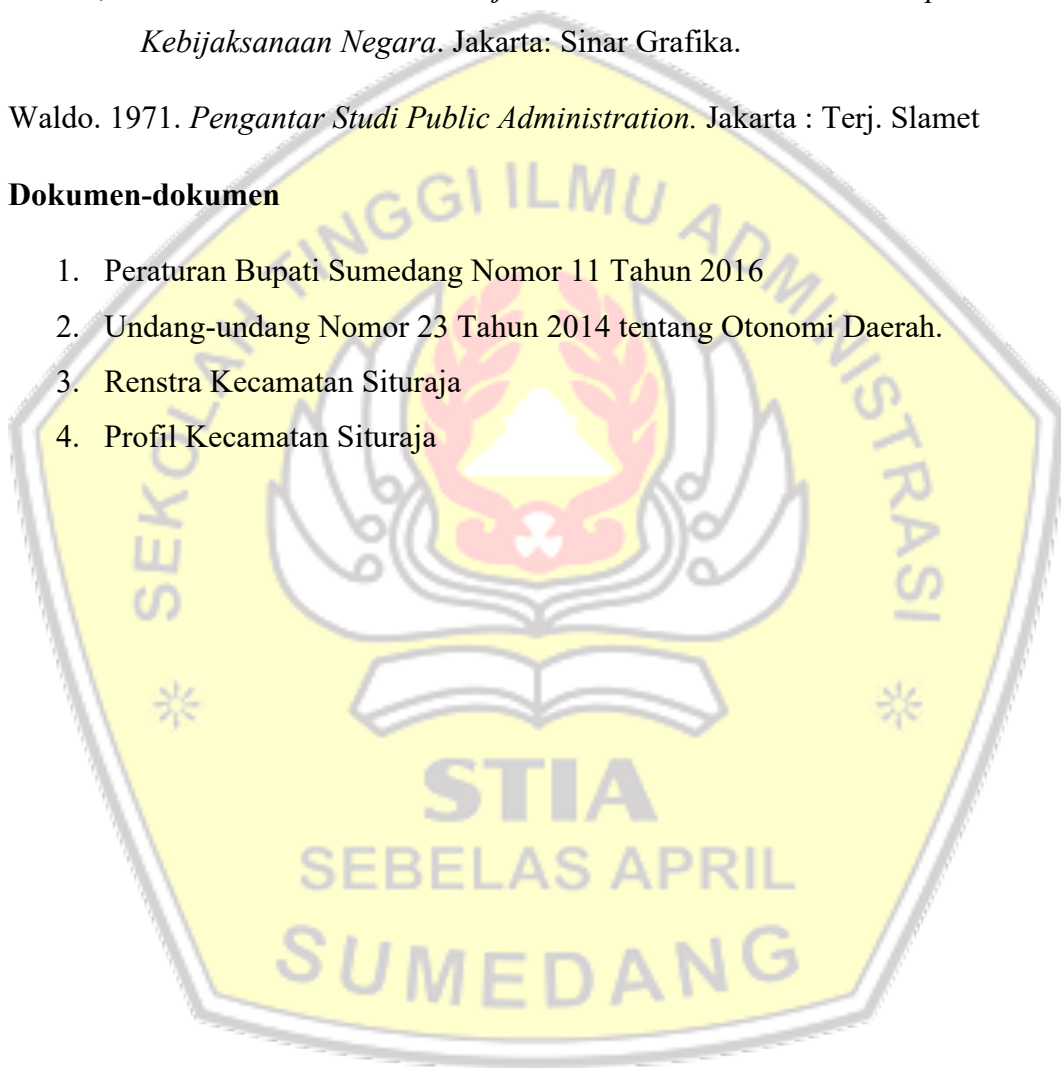 Kebijaksanaan Negara. Jakarta: Sinar Grafika.
Waldo. 1971. Pengantar Studi Public Administration. Jakarta : Terj. Slamet
Dokumen-dokumen
1. Peraturan Bupati Sumedang Nomor 11 Tahun 2016
2. Undang-undang Nomor 23 Tahun 2014 tentang Otonomi Daerah.
3. Renstra Kecamatan Situraja
4. Profil Kecamatan Situraja
SEKOLAH TINGGI ILMU ADMINISTRASI
STIA
SEBELAS APRIL
SUMEDANG